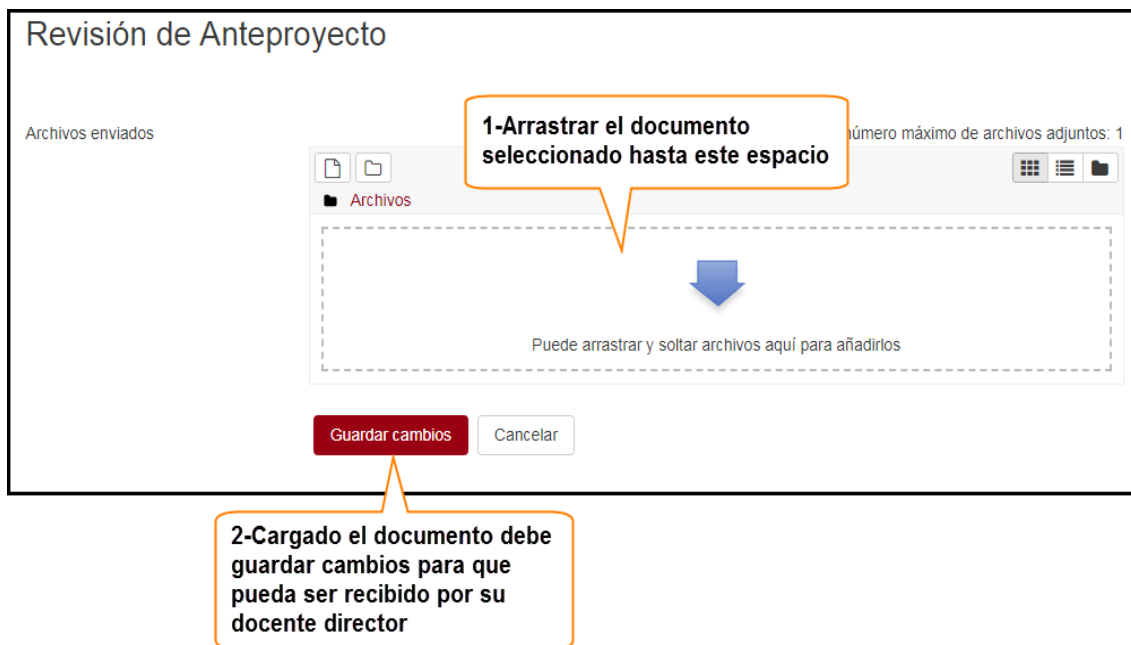 Revisión de Anteproyecto
1-Arrastrar el documento
seleccionado hasta este espacio
Archivos enviados
número máximo de archivos adjuntos: 1
Archivos
Puede arrastrar y soltar archivos aquí para añadirlos
Guardar cambios
Cancelar
2-Cargado el documento debe
guardar cambios para que
pueda ser recibido por su
docente director